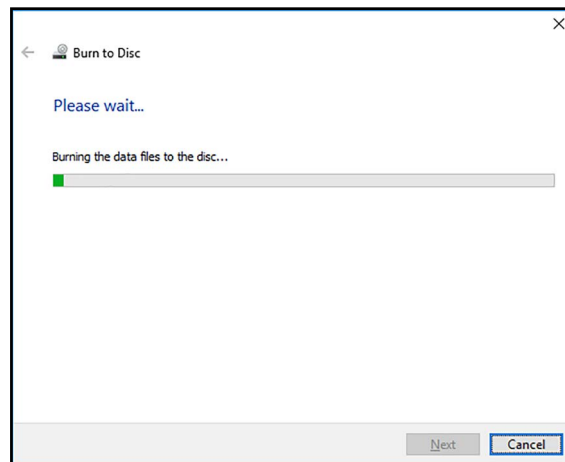 Burn to Disc
Please wait...
Burning the data files to the disc...
Next
Cancel